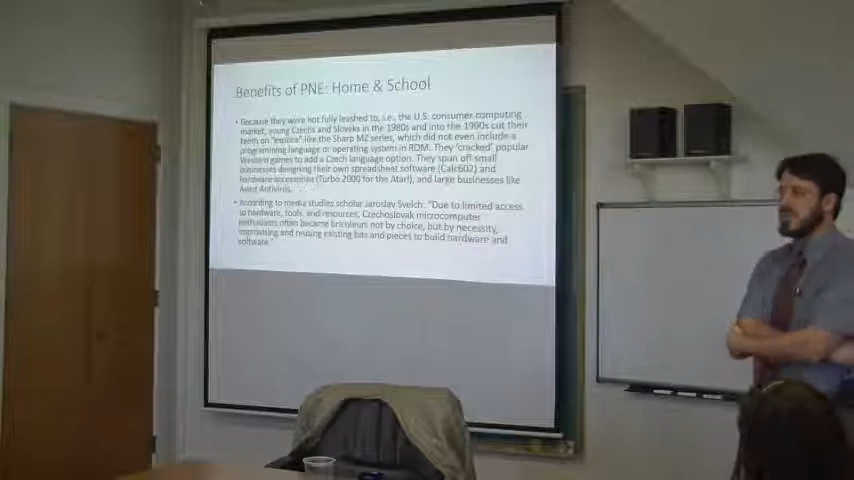 Benefits of PNE: Home & School
• Because they were not fully leashed to, i.e., the U.S. consumer computing
market, young Czechs and Slovaks in the 1980s and into the 1990s cut their
teeth on "exotica" like the Sharp MZ series, which did not even include a
programming language or operating system in ROM. They "cracked" popular
Western games to add a Czech language option. They spun off small
businesses designing their own spreadsheet software (Calc602) and
hardware accessories (Turbo 2000 for the Atari), and large businesses like
Avast Antivirus.
• According to media studies scholar Jaroslav Svelch: "Due to limited access
to hardware, tools, and resources, Czechoslovak microcomputer
enthusiasts often became bricoleurs not by choice, but by necessity,
improvising and reusing existing bits and pieces to build hardware and
software."